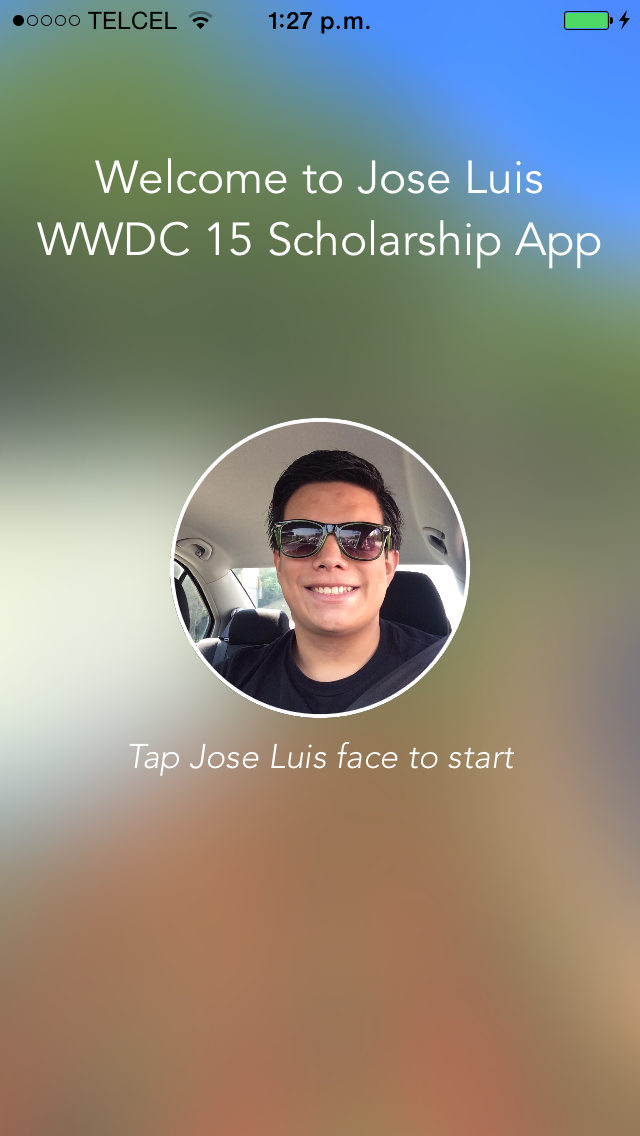 TELCEL 1:27 p.m.
Welcome to Jose Luis
WWDC 15 Scholarship App
Tap Jose Luis face to start